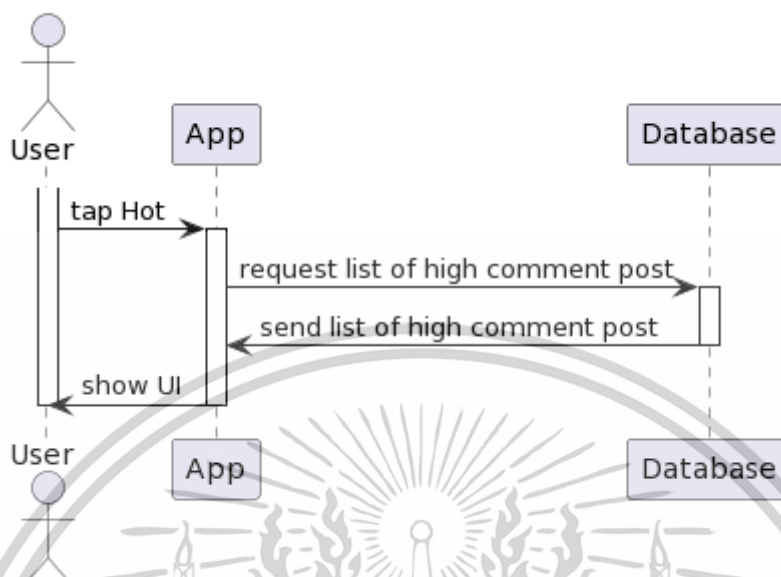 User
App
Database
tap Hot
request list of high comment post
send list of high comment post
show UI
User
App
Database